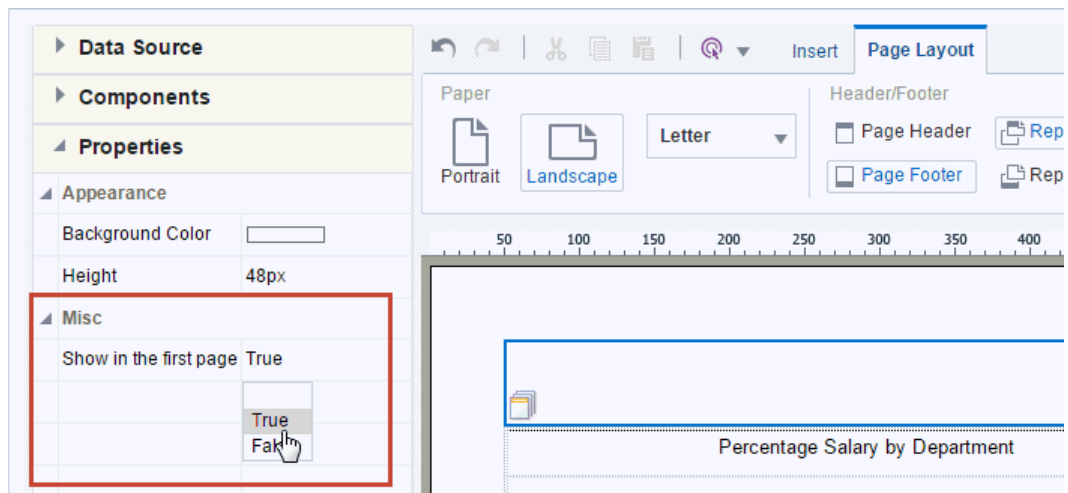 Data Source
Components
Properties
Appearance
Background Color
Height 48px
Misc
Show in the first page True
True
Insert Page Layout
Paper
Portrait Landscape
Letter
Header/Footer
Page Header Rep
Page Footer Rep
50 100 150 200 250 300 350 400
Percentage Salary by Department